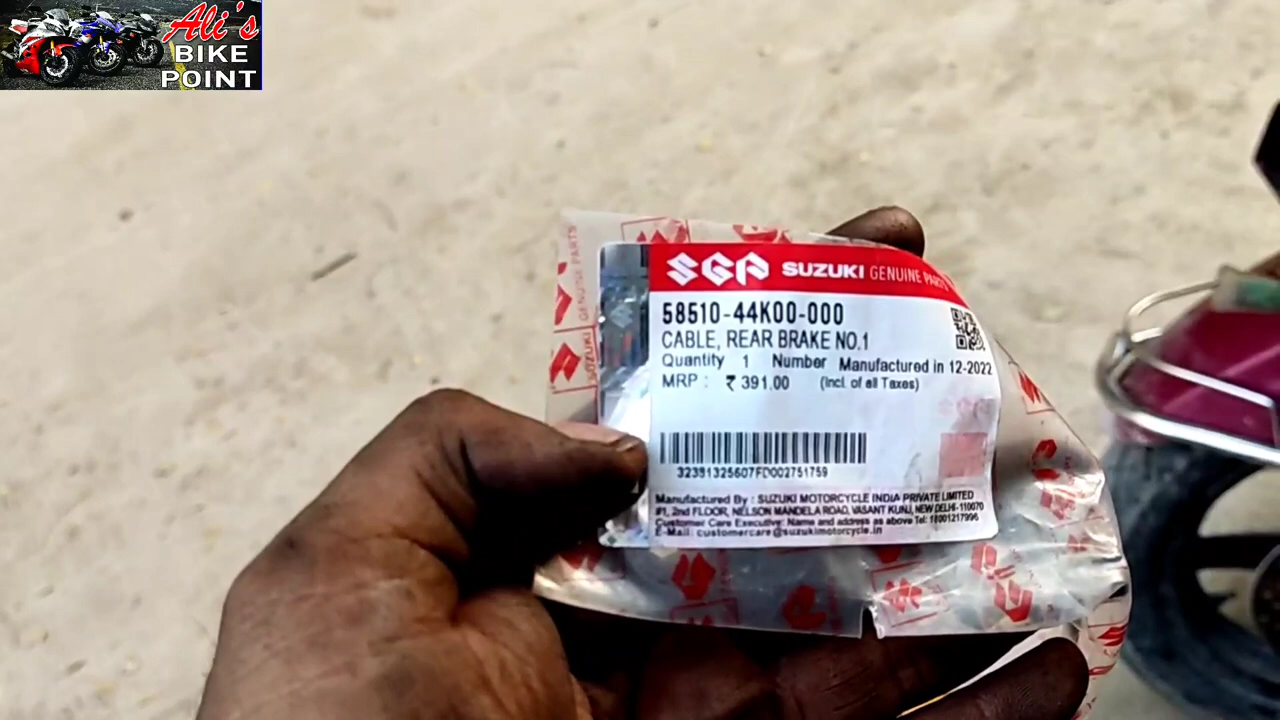 Ali's
BIKE
POINT
SGP SUZUKI GENUINE PARTS
58510-44K00-000
CABLE, REAR BRAKE NO.1
Quantity 1 Number Manufactured in 12-2022
MRP : ₹ 391.00 (Incl. of all Taxes)
32391325607FD002751759
Manufactured By : SUZUKI MOTORCYCLE INDIA PRIVATE LIMITED
#1, 2nd FLOOR, NELSON MANDELA ROAD, VASANT KUNJ, NEW DELHI-110070
Customer Care Executive: Name and address as above Tel: 18001217996
E-Mail: customercare@suzukimotorcycle.in
GENUINE PARTS
SUZUKI